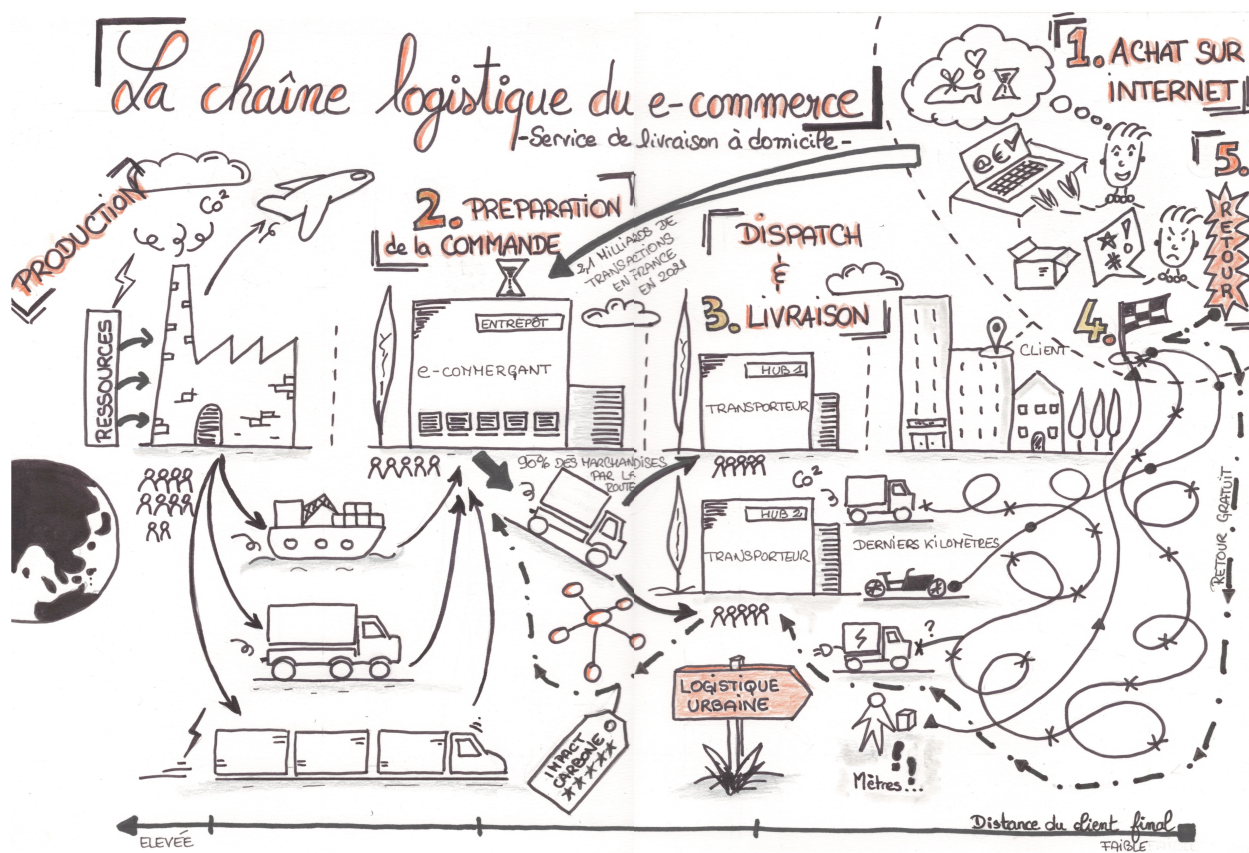 La chaîne logistique du e-commerce
-Service de livraison à domicile-
1. ACHAT SUR
INTERNET
@ €
5.
RETOUR
PRODUCTION
CO²
2. PREPARATION
de la COMMANDE
2,1 MILLIARDS DE
TRANSACTIONS
EN FRANCE
EN 2021
DISPATCH
&
3. LIVRAISON
4.
RESSOURCES
ENTREPÔT
e-COMMERÇANT
HUB 1
TRANSPORTEUR
CLIENT
90% DES MARCHANDISES
PAR LA
ROUTE
CO²
HUB 2
TRANSPORTEUR
DERNIERS KILOMÈTRES
RETOUR GRATUIT
?
LOGISTIQUE
URBAINE
IMPACT
CARBONE
*****
!!
Mètres...
Distance du client final
ELEVÉE
FAIBLE